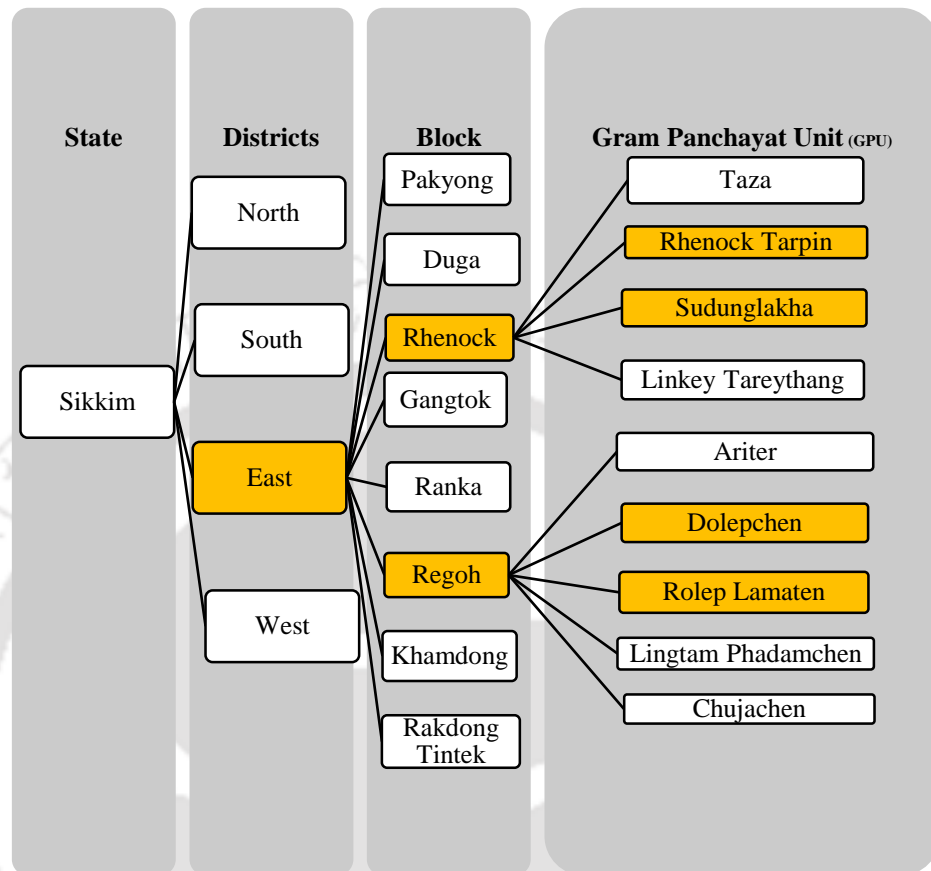 State
Districts
Block
Gram Panchayat Unit (GPU)
Sikkim
North
South
East
West
Pakyong
Duga
Rhenock
Gangtok
Ranka
Regoh
Khamdong
Rakdong
Tintek
Taza
Rhenock Tarpin
Sudunglakha
Linkey Tareythang
Ariter
Dolepchen
Rolep Lamaten
Lingtam Phadamchen
Chujachen